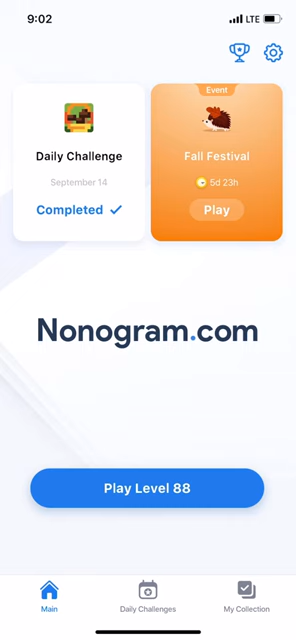 9:02
LTE
Event
Daily Challenge
September 14
Completed
Fall Festival
5d 23h
Play
Nonogram.com
Play Level 88
Main
Daily Challenges
My Collection